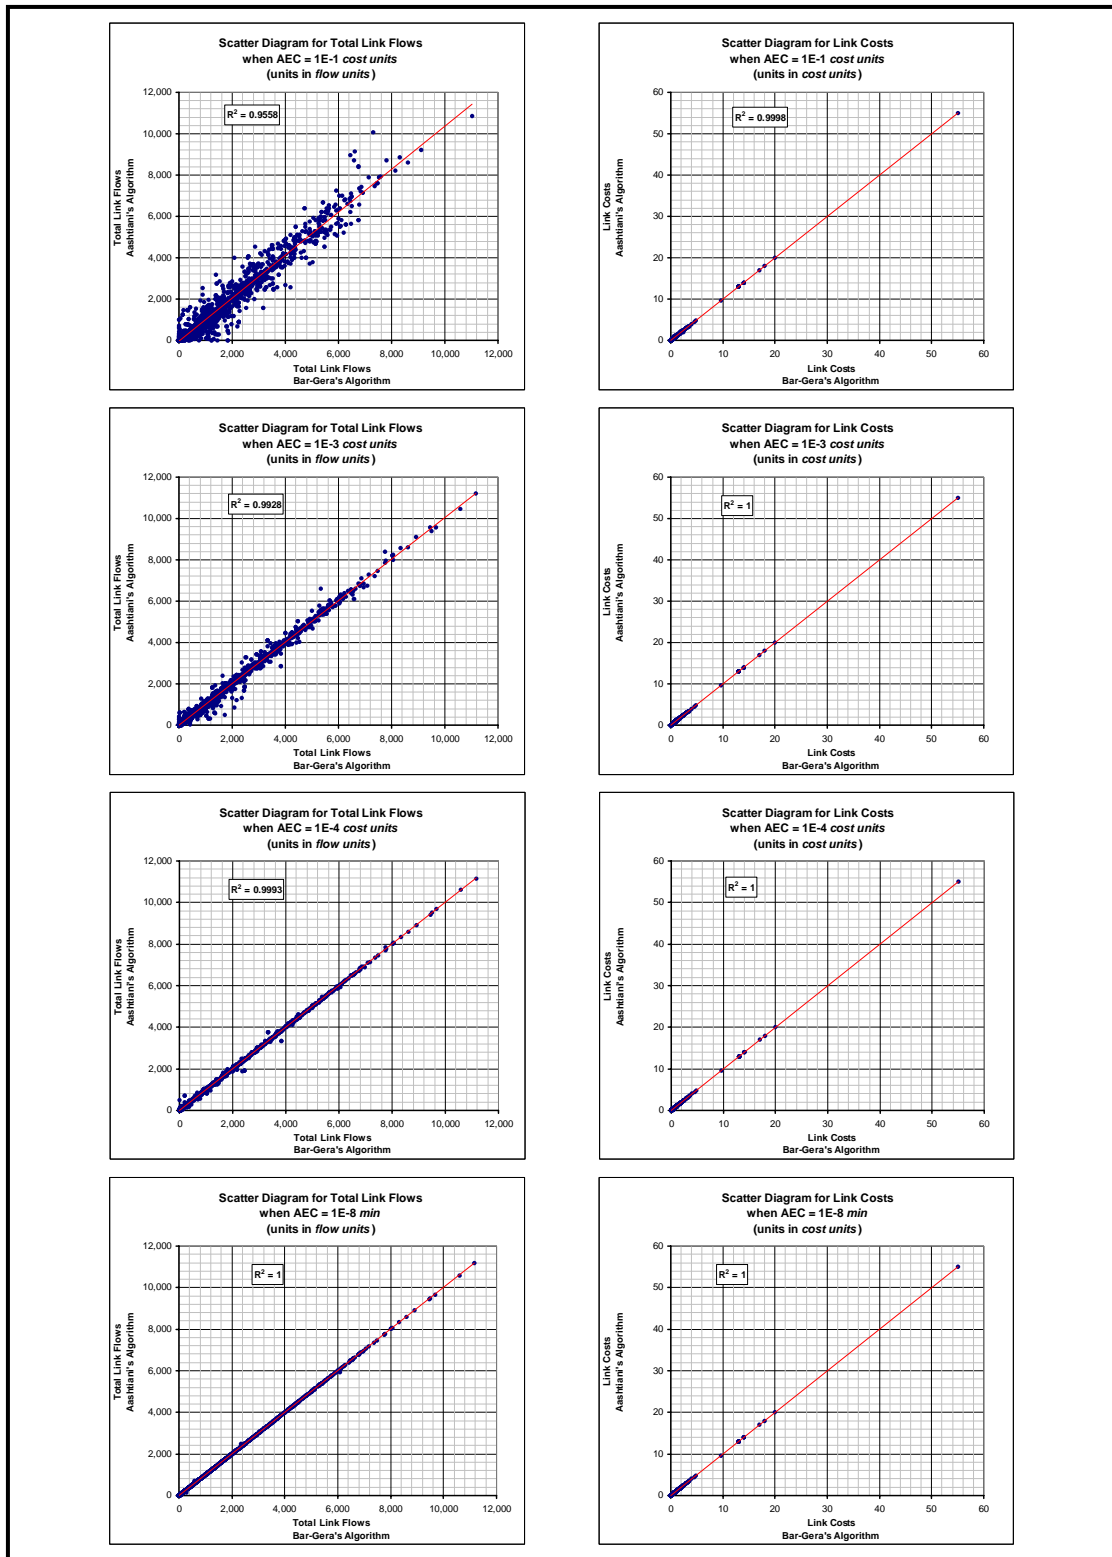 Scatter Diagram for Total Link Flows
when AEC = 1E-1 cost units
(units in flow units)
12,000
10,000
8,000
6,000
4,000
2,000
0
R² = 0.9558
Total Link Flows
Aashtiani's Algorithm
0 2,000 4,000 6,000 8,000 10,000 12,000
Total Link Flows
Bar-Gera's Algorithm
Scatter Diagram for Link Costs
when AEC = 1E-1 cost units
(units in cost units)
60
50
40
30
20
10
0
R² = 0.9998
Link Costs
Aashtiani's Algorithm
0 10 20 30 40 50 60
Link Costs
Bar-Gera's Algorithm
Scatter Diagram for Total Link Flows
when AEC = 1E-3 cost units
(units in flow units)
12,000
10,000
8,000
6,000
4,000
2,000
0
R² = 0.9928
Total Link Flows
Aashtiani's Algorithm
0 2,000 4,000 6,000 8,000 10,000 12,000
Total Link Flows
Bar-Gera's Algorithm
Scatter Diagram for Link Costs
when AEC = 1E-3 cost units
(units in cost units)
60
50
40
30
20
10
0
R² = 1
Link Costs
Aashtiani's Algorithm
0 10 20 30 40 50 60
Link Costs
Bar-Gera's Algorithm
Scatter Diagram for Total Link Flows
when AEC = 1E-4 cost units
(units in flow units)
12,000
10,000
8,000
6,000
4,000
2,000
0
R² = 0.9993
Total Link Flows
Aashtiani's Algorithm
0 2,000 4,000 6,000 8,000 10,000 12,000
Total Link Flows
Bar-Gera's Algorithm
Scatter Diagram for Link Costs
when AEC = 1E-4 cost units
(units in cost units)
60
50
40
30
20
10
0
R² = 1
Link Costs
Aashtiani's Algorithm
0 10 20 30 40 50 60
Link Costs
Bar-Gera's Algorithm
Scatter Diagram for Total Link Flows
when AEC = 1E-8 min
(units in flow units)
12,000
10,000
8,000
6,000
4,000
2,000
0
R² = 1
Total Link Flows
Aashtiani's Algorithm
0 2,000 4,000 6,000 8,000 10,000 12,000
Total Link Flows
Bar-Gera's Algorithm
Scatter Diagram for Link Costs
when AEC = 1E-8 min
(units in cost units)
60
50
40
30
20
10
0
R² = 1
Link Costs
Aashtiani's Algorithm
0 10 20 30 40 50 60
Link Costs
Bar-Gera's Algorithm